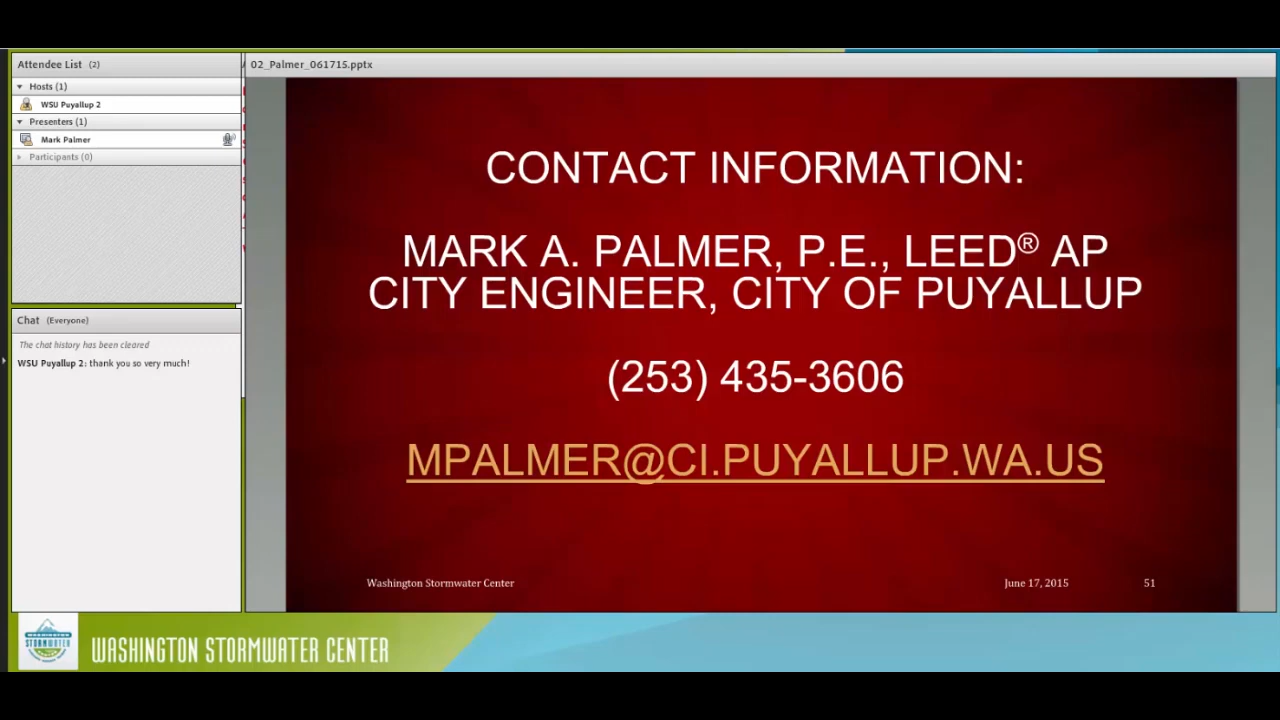 Attendee List (2)
Hosts (1)
WSU Puyallup 2
Presenters (1)
Mark Palmer
Participants (0)
Chat (Everyone)
The chat history has been cleared
WSU Puyallup 2: thank you so very much!
02_Palmer_061715.pptx
CONTACT INFORMATION:
MARK A. PALMER, P.E., LEED® AP
CITY ENGINEER, CITY OF PUYALLUP
(253) 435-3606
MPALMER@CI.PUYALLUP.WA.US
Washington Stormwater Center
June 17, 2015
51
WASHINGTON
STORMWATER
WASHINGTON STORMWATER CENTER